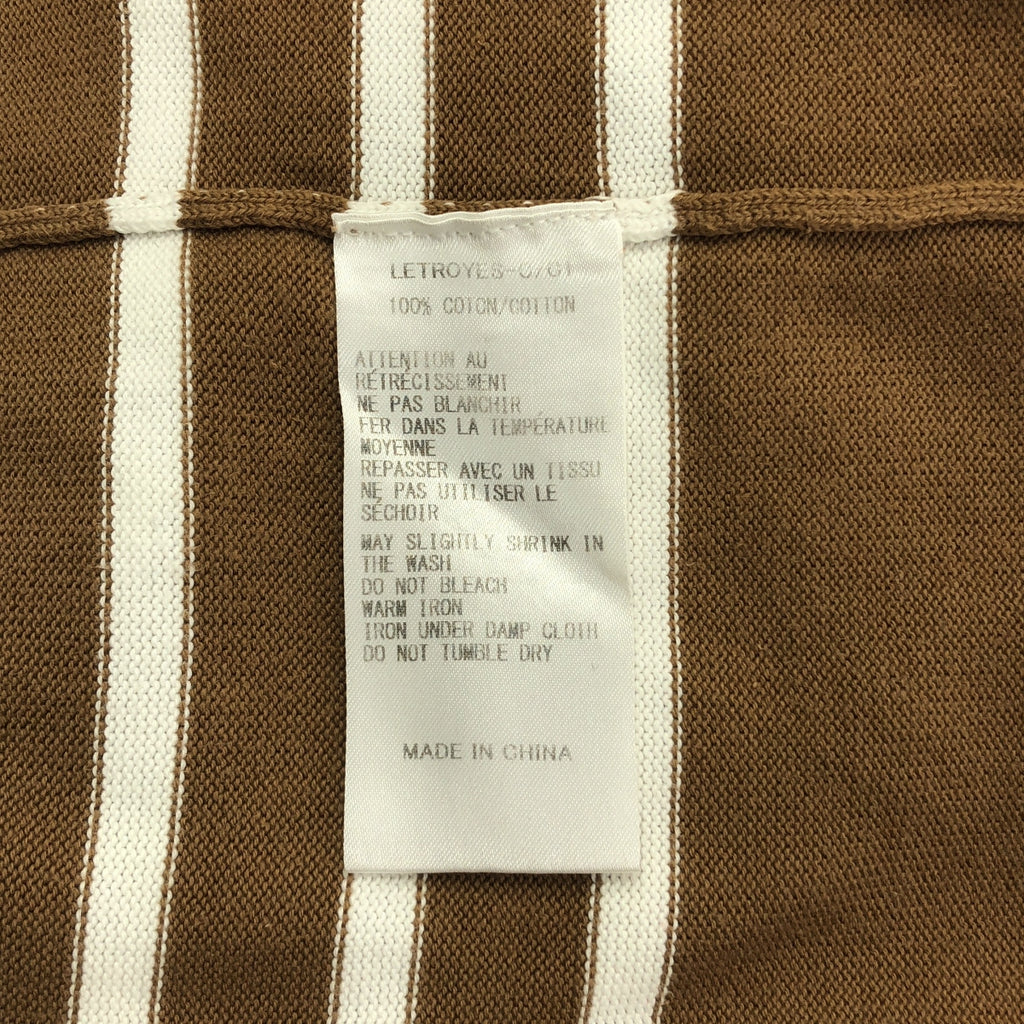 LETROYES-C/G1
100% COTON/COTTON
ATTENTION AU
RÉTRÉCISSEMENT
NE PAS BLANCHIR
FER DANS LA TEMPÉRATURE
MOYENNE
REPASSER AVEC UN TISSU
NE PAS UTILISER LE
SÉCHOIR
MAY SLIGHTLY SHRINK IN
THE WASH
DO NOT BLEACH
WARM IRON
IRON UNDER DAMP CLOTH
DO NOT TUMBLE DRY
MADE IN CHINA